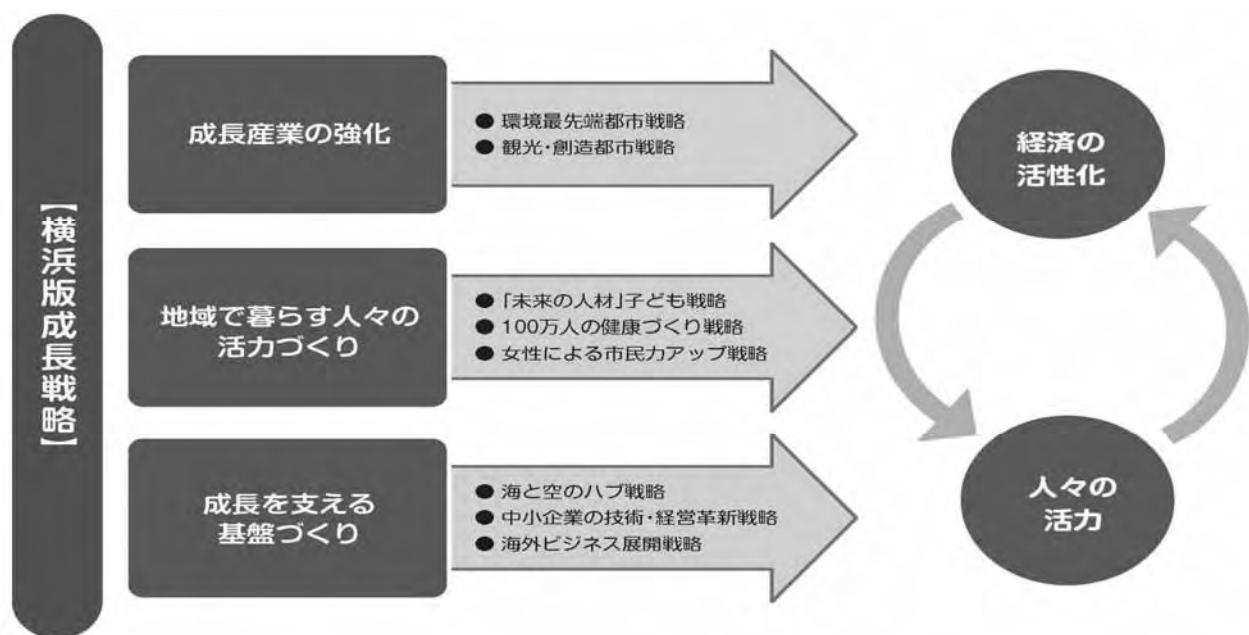 【横浜版成長戦略】
成長産業の強化
● 環境最先端都市戦略
● 観光・創造都市戦略
地域で暮らす人々の
活力づくり
● 「未来の人材」子ども戦略
● 100万人の健康づくり戦略
● 女性による市民力アップ戦略
成長を支える
基盤づくり
● 海と空のハブ戦略
● 中小企業の技術・経営革新戦略
● 海外ビジネス展開戦略
経済の
活性化
人々の
活力